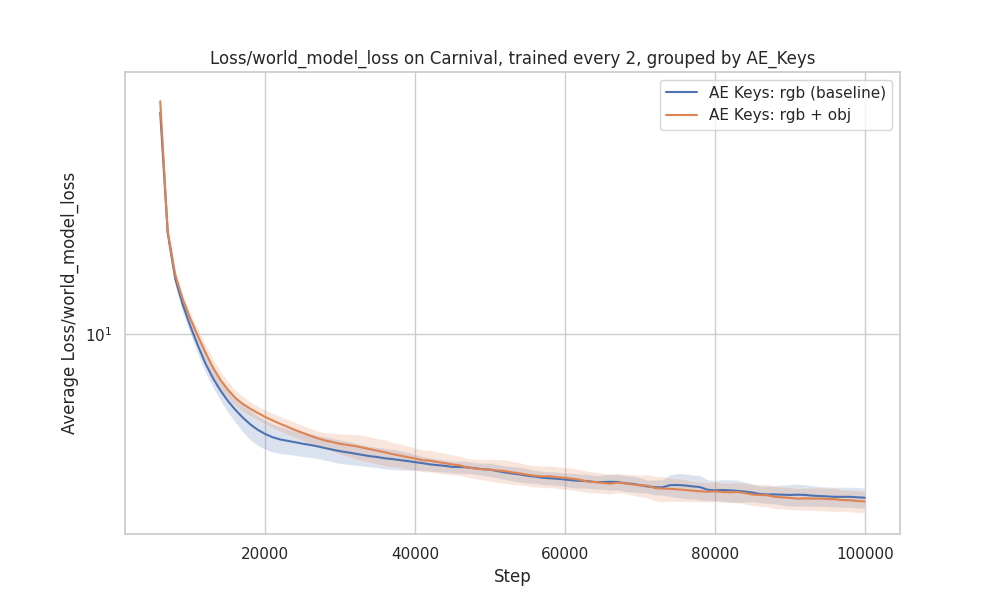 Loss/world_model_loss on Carnival, trained every 2, grouped by AE_Keys
AE Keys: rgb (baseline)
AE Keys: rgb + obj
Average Loss/world_model_loss
10¹
20000
40000
60000
80000
100000
Step